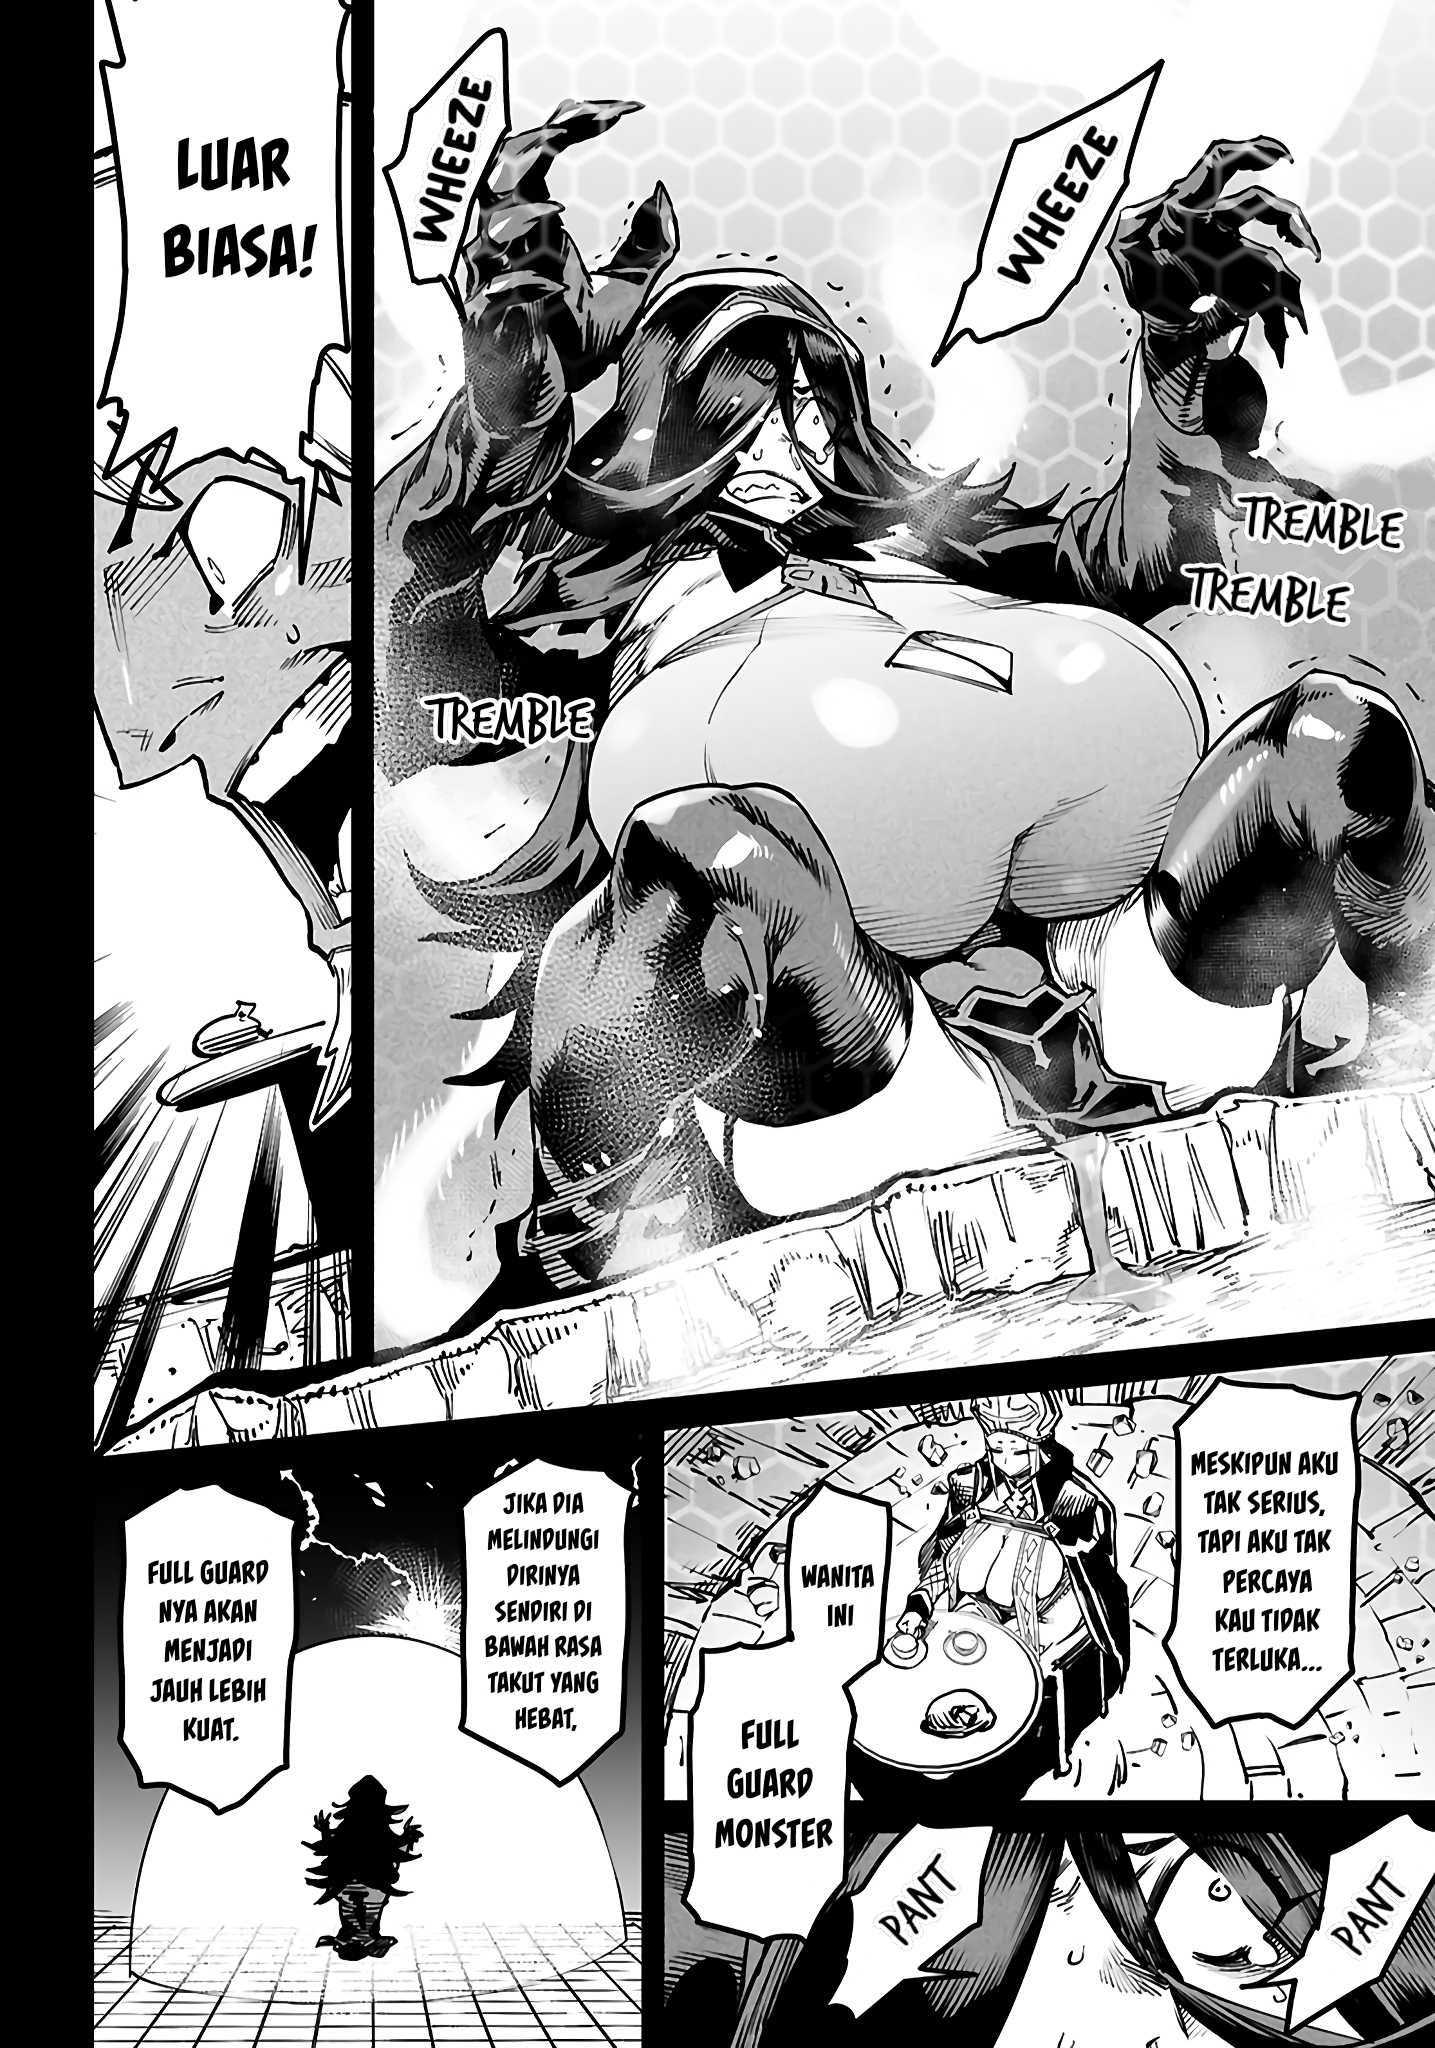 WHEEZE
WHEEZE
TREMBLE
TREMBLE
TREMBLE
LUAR
BIASA!
MESKIPUN AKU
TAK SERIUS,
TAPI AKU TAK
PERCAYA
KAU TIDAK
TERLUKA...
WANITA
INI
FULL
GUARD
MONSTER
PANT
PANT
JIKA DIA
MELINDUNGI
DIRINYA
SENDIRI DI
BAWAH RASA
TAKUT YANG
HEBAT,
FULL GUARD
NYA AKAN
MENJADI
JAUH LEBIH
KUAT.